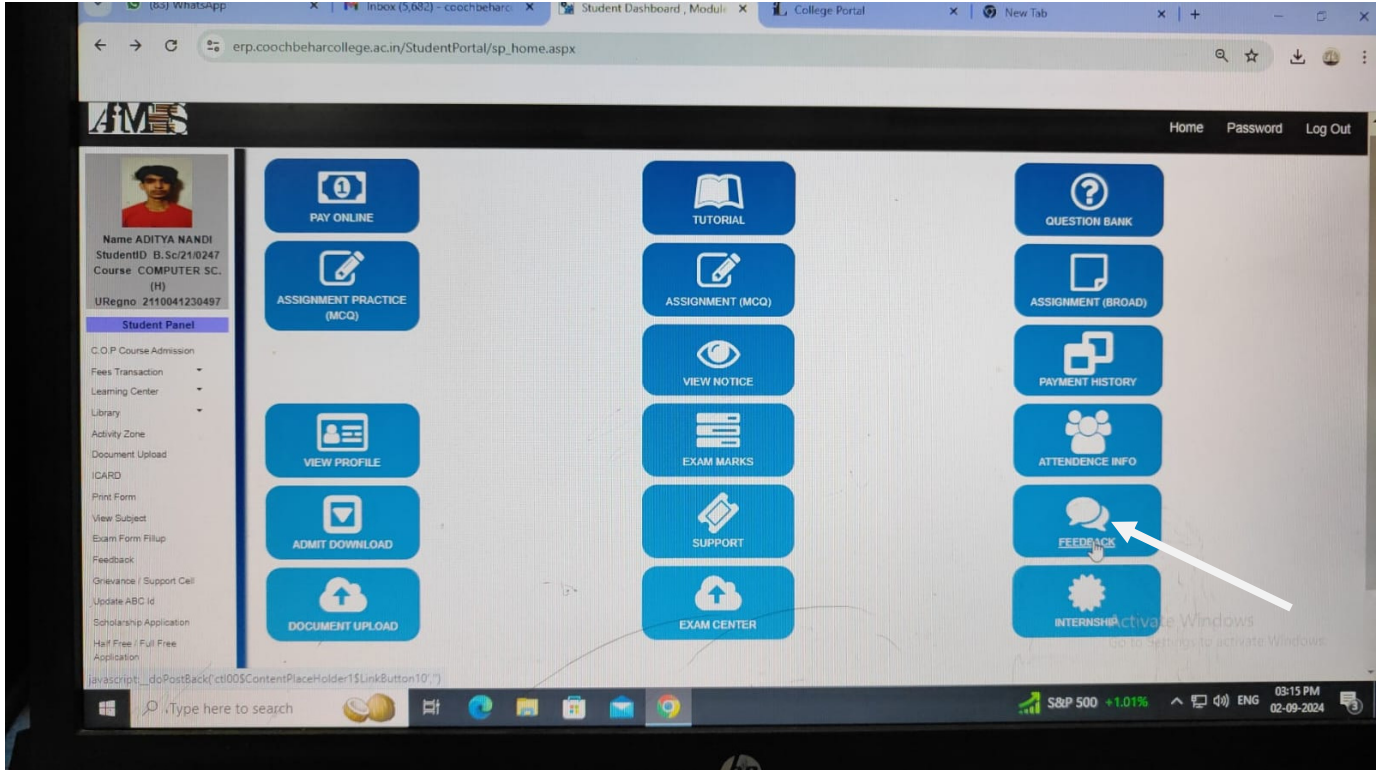 (83) WhatsApp
Inbox (5,682) - coochbeharc
Student Dashboard , Modul
College Portal
New Tab
erp.coochbeharcollege.ac.in/StudentPortal/sp_home.aspx
AiMS
Home Password Log Out
Name ADITYA NANDI
StudentID B.Sc/21/0247
Course COMPUTER SC.
(H)
URegno 2110041230497
Student Panel
C.O.P Course Admission
Fees Transaction
Learning Center
Library
Activity Zone
Document Upload
ICARD
Print Form
View Subject
Exam Form Fillup
Feedback
Grievance / Support Cell
Update ABC Id
Scholarship Application
Half Free / Full Free
Application
PAY ONLINE
TUTORIAL
QUESTION BANK
ASSIGNMENT PRACTICE
(MCQ)
ASSIGNMENT (MCQ)
ASSIGNMENT (BROAD)
VIEW NOTICE
PAYMENT HISTORY
VIEW PROFILE
EXAM MARKS
ATTENDENCE INFO
ADMIT DOWNLOAD
SUPPORT
FEEDBACK
DOCUMENT UPLOAD
EXAM CENTER
INTERNSHIP
Activate Windows
Go to Settings to activate Windows.
javascript:__doPostBack('ctl00$ContentPlaceHolder1$LinkButton10','')
Type here to search
S&P 500 +1.01%
ENG
03:15 PM
02-09-2024
3
hp